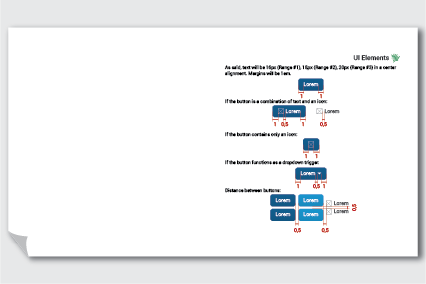 UI Elements
As said, text will be 16px (Range #1), 18px (Range #2), 20px (Range #3) in a center
alignment. Margins will be 1em.
Lorem
1 1
If the button is a combination of text and an icon:
Lorem Lorem
1 0,5 1 0,5
If the button contains only an icon:
1 1
If the button functions as a dropdown trigger:
Lorem
1 0,5 1
Distance between buttons:
Lorem Lorem Lorem
Lorem Lorem Lorem
0,5
0,5 0,5